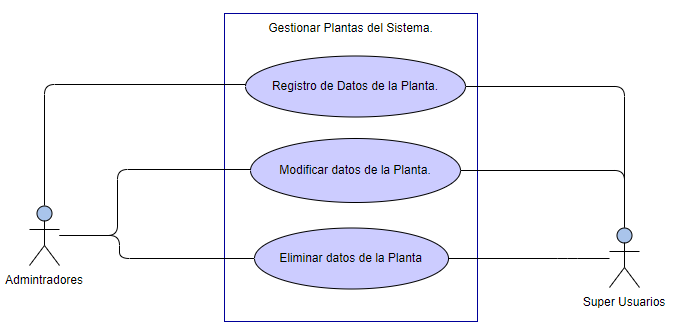 Gestionar Plantas del Sistema.
Registro de Datos de la Planta.
Modificar datos de la Planta.
Eliminar datos de la Planta
Admintradores
Super Usuarios